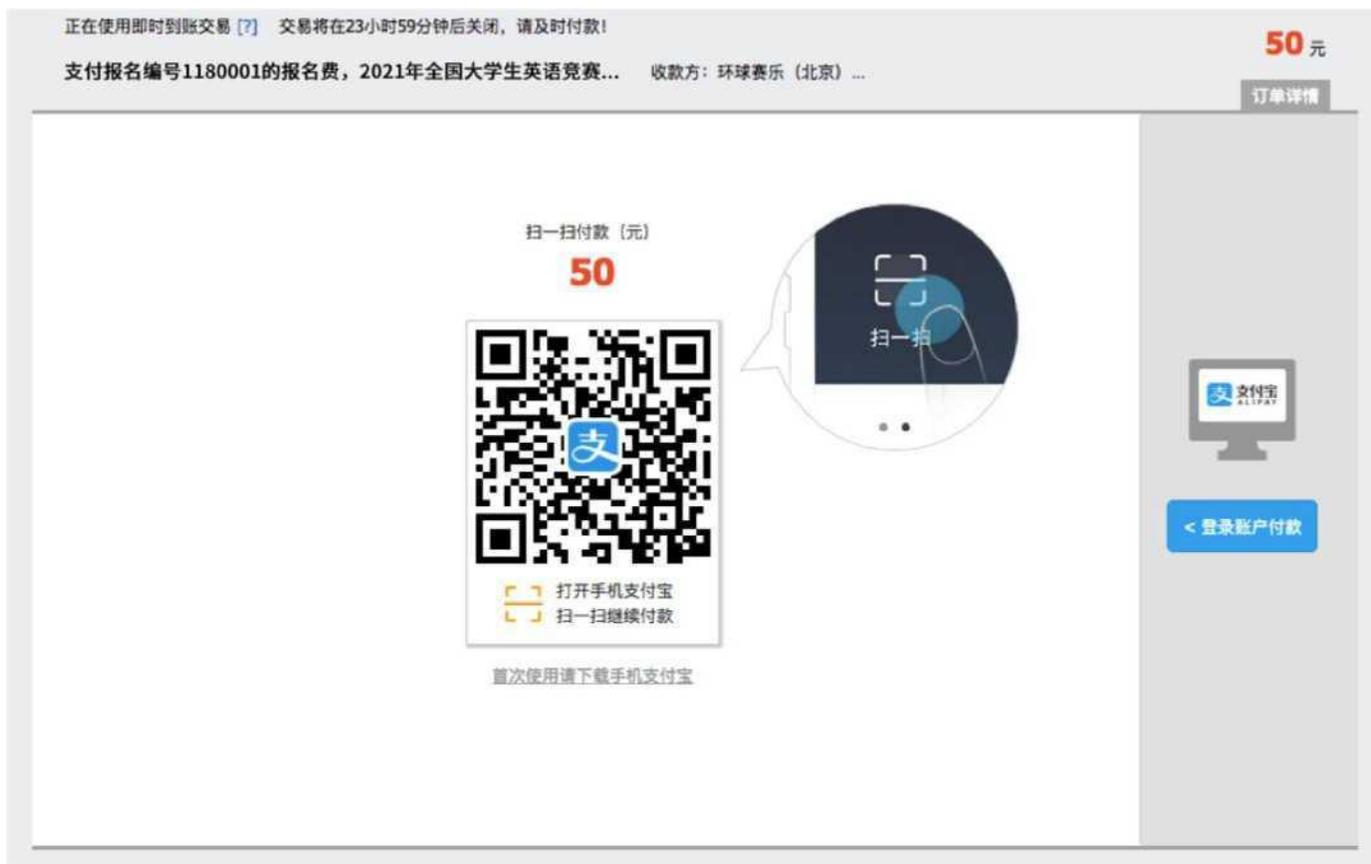 正在使用即时到账交易 [?] 交易将在23小时59分钟后关闭，请及时付款！
50 元
支付报名编号1180001的报名费，2021年全国大学生英语竞赛... 收款方：环球赛乐（北京）...
订单详情
扫一扫付款（元）
50
扫一扫
支
支付宝
ALIPAY
支
< 登录账户付款
打开手机支付宝
扫一扫继续付款
首次使用请下载手机支付宝